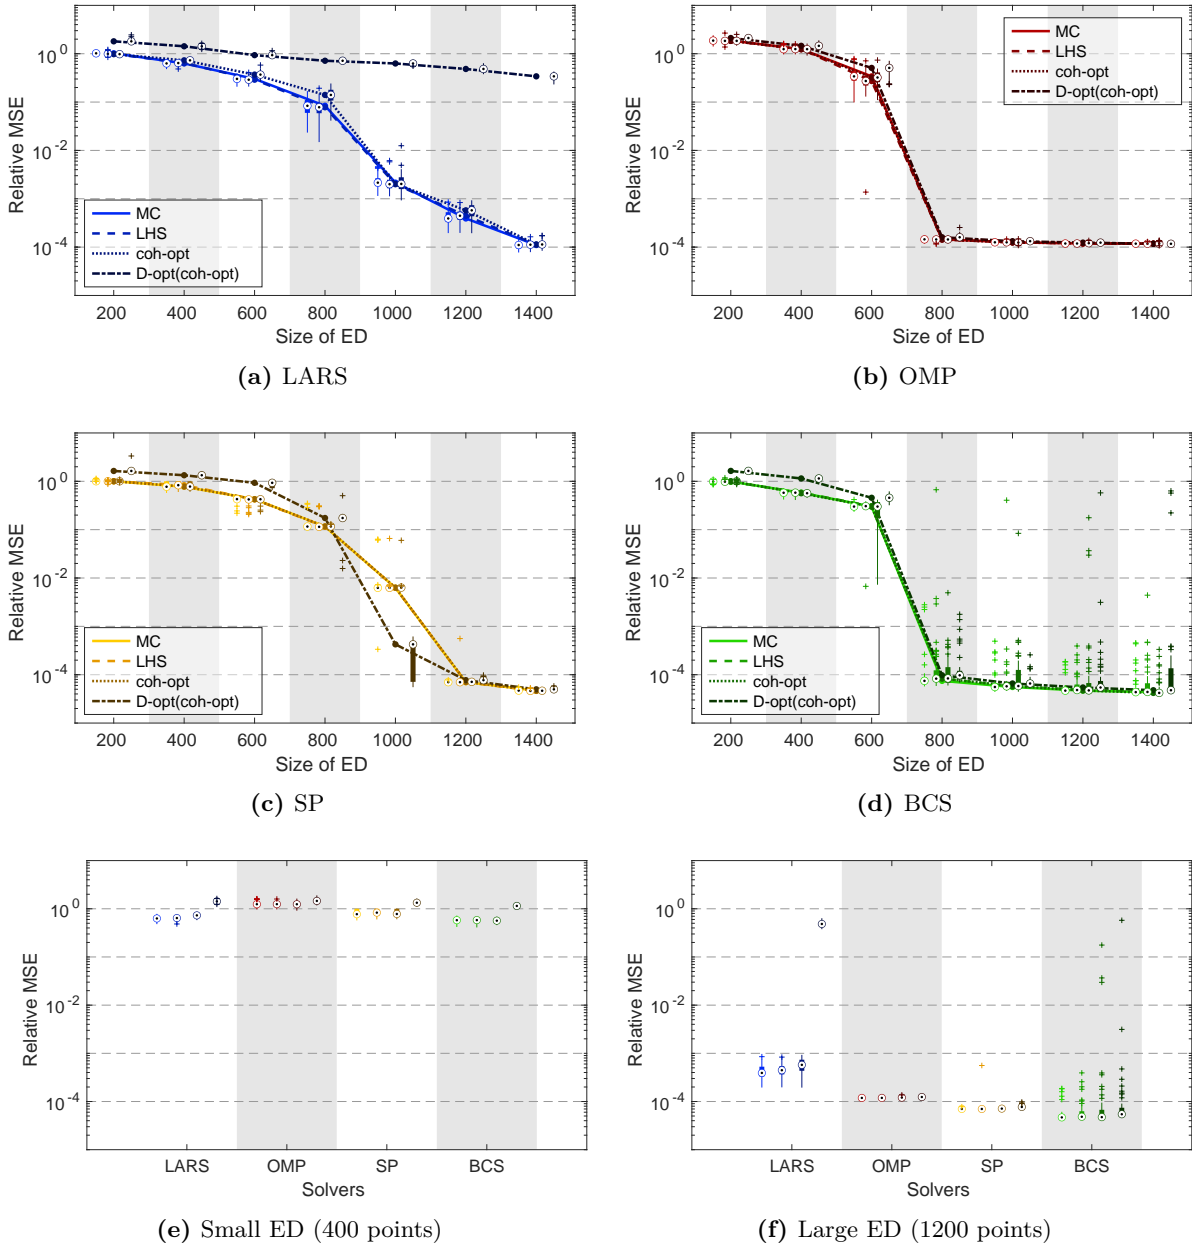 Relative MSE
10^0
10^-2
10^-4
MC
LHS
coh-opt
D-opt(coh-opt)
200 400 600 800 1000 1200 1400
Size of ED
(a) LARS
Relative MSE
10^0
10^-2
10^-4
MC
LHS
coh-opt
D-opt(coh-opt)
200 400 600 800 1000 1200 1400
Size of ED
(b) OMP
Relative MSE
10^0
10^-2
10^-4
MC
LHS
coh-opt
D-opt(coh-opt)
200 400 600 800 1000 1200 1400
Size of ED
(c) SP
Relative MSE
10^0
10^-2
10^-4
MC
LHS
coh-opt
D-opt(coh-opt)
200 400 600 800 1000 1200 1400
Size of ED
(d) BCS
Relative MSE
10^0
10^-2
10^-4
LARS OMP SP BCS
Solvers
(e) Small ED (400 points)
Relative MSE
10^0
10^-2
10^-4
LARS OMP SP BCS
Solvers
(f) Large ED (1200 points)